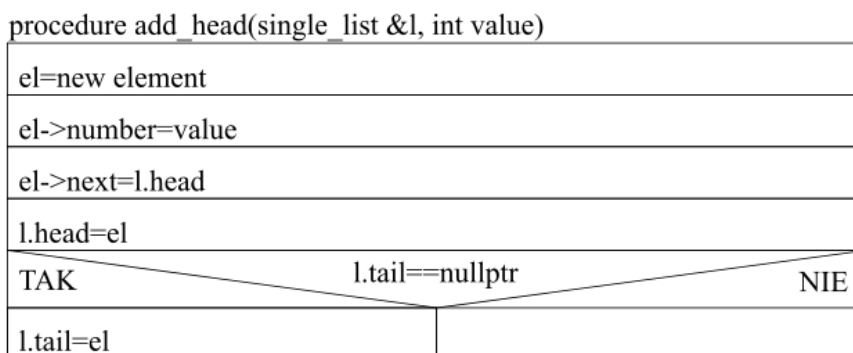 procedure add_head(single_list &l, int value)
el=new element
el->number=value
el->next=l.head
l.head=el
TAK l.tail==nullptr NIE
l.tail=el